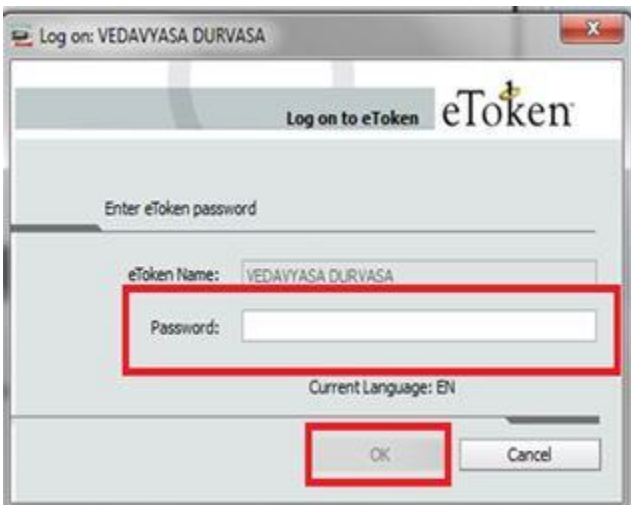 Log on: VEDAVYASA DURVASA
Log on to eToken eToken
Enter eToken password
eToken Name: VEDAVYASA DURVASA
Password:
Current Language: EN
OK Cancel